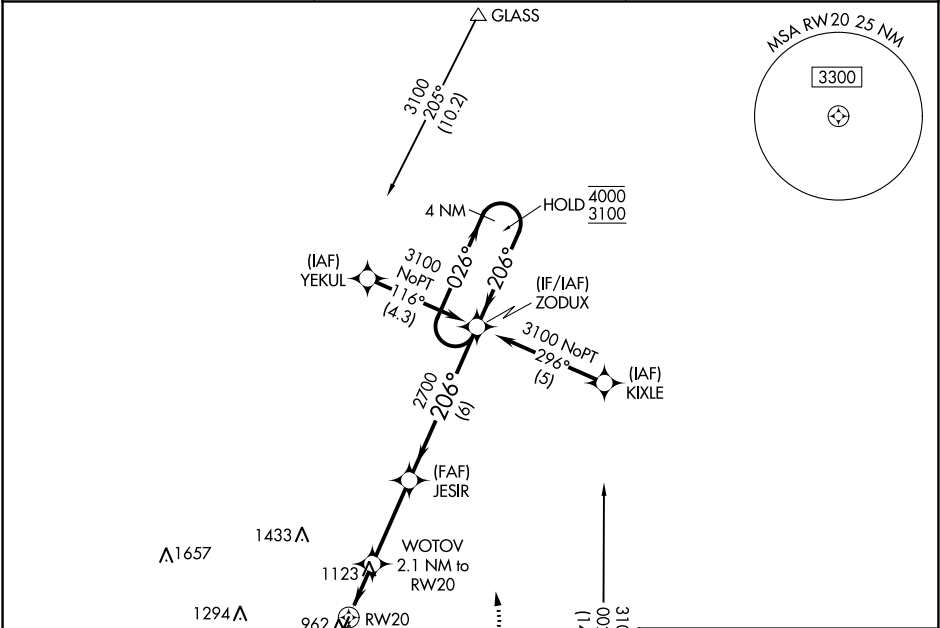 GLASS
MSA RW20 25 NM
3300
3100
205°
(10.2)
4 NM
HOLD
4000
3100
(IAF)
YEKUL
3100
NoPT
116°
(4.3)
026°
206°
(IF/IAF)
ZODUX
3100 NoPT
296°
(5)
(IAF)
KIXLE
2700
206°
(6)
(FAF)
JESIR
1433
1657
WOTOV
2.1 NM to
RW20
1123
1294
962
RW20